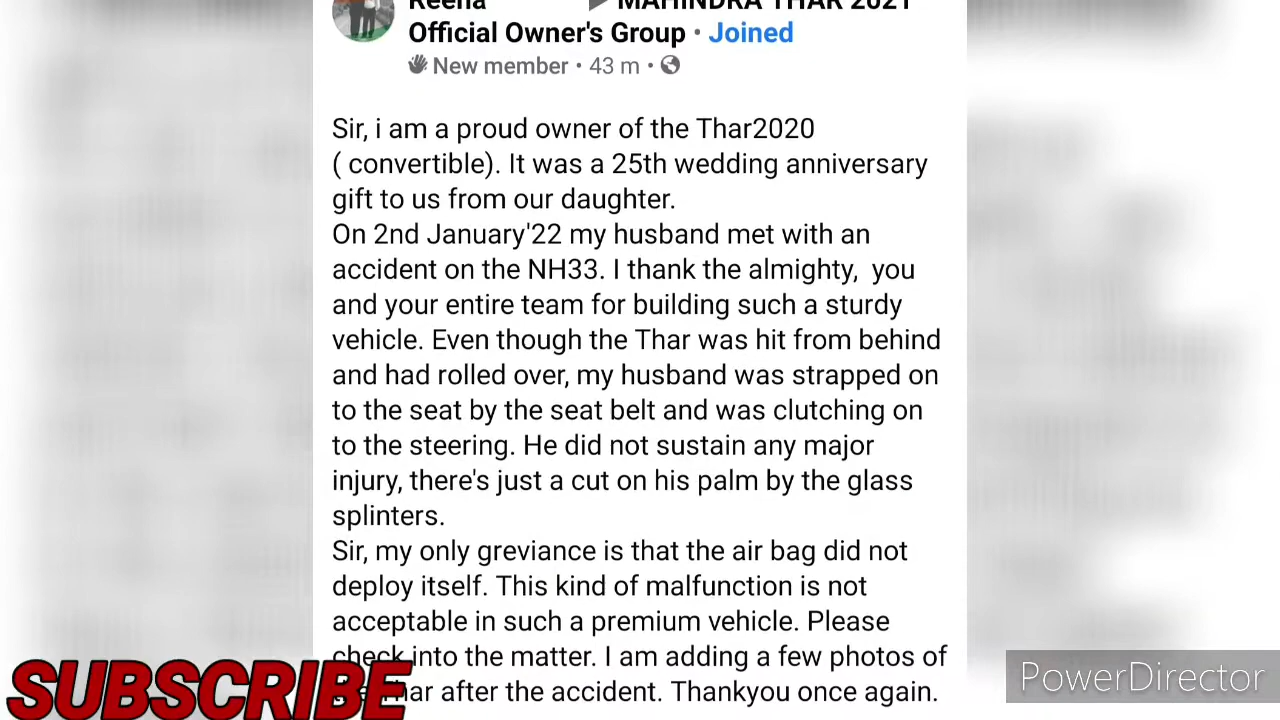 Reena MAHINDRA THAR 2021
Official Owner's Group • Joined
New member • 43 m •
Sir, i am a proud owner of the Thar2020
( convertible). It was a 25th wedding anniversary
gift to us from our daughter.
On 2nd January'22 my husband met with an
accident on the NH33. I thank the almighty, you
and your entire team for building such a sturdy
vehicle. Even though the Thar was hit from behind
and had rolled over, my husband was strapped on
to the seat by the seat belt and was clutching on
to the steering. He did not sustain any major
injury, there's just a cut on his palm by the glass
splinters.
Sir, my only greviance is that the air bag did not
deploy itself. This kind of malfunction is not
acceptable in such a premium vehicle. Please
check into the matter. I am adding a few photos of
after the accident. Thankyou once again.
SUBSCRIBE
PowerDirector